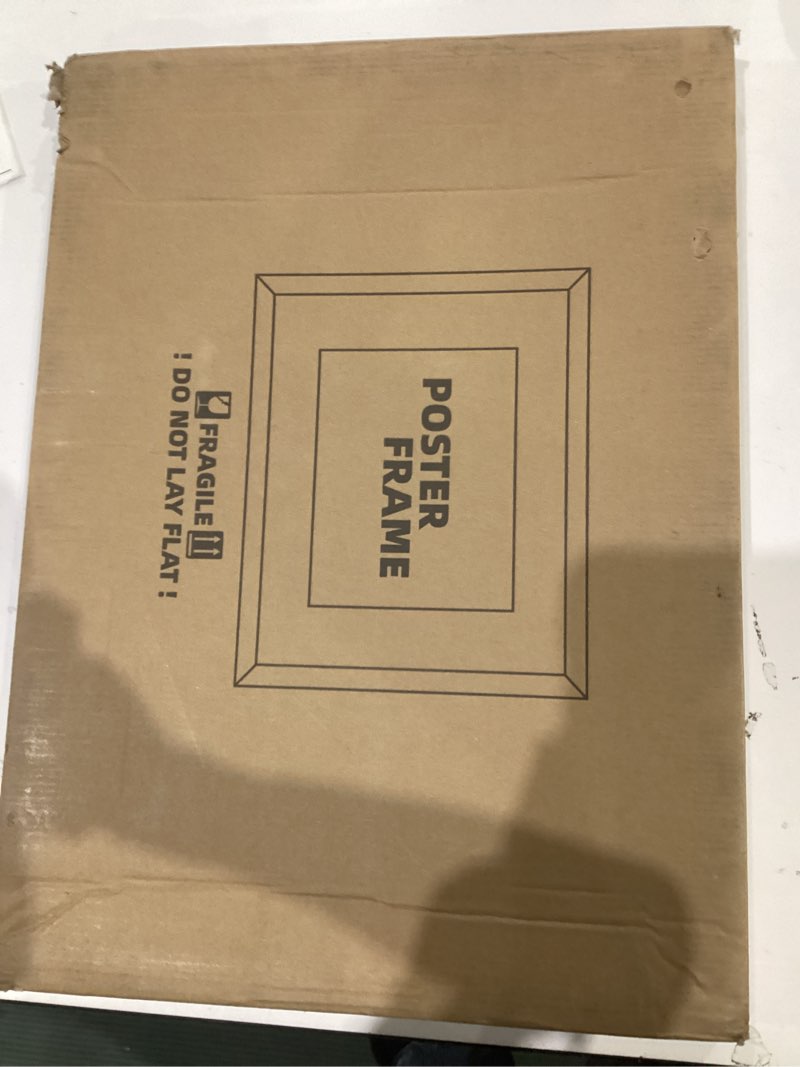 POSTER
FRAME
FRAGILE
! DO NOT LAY FLAT !